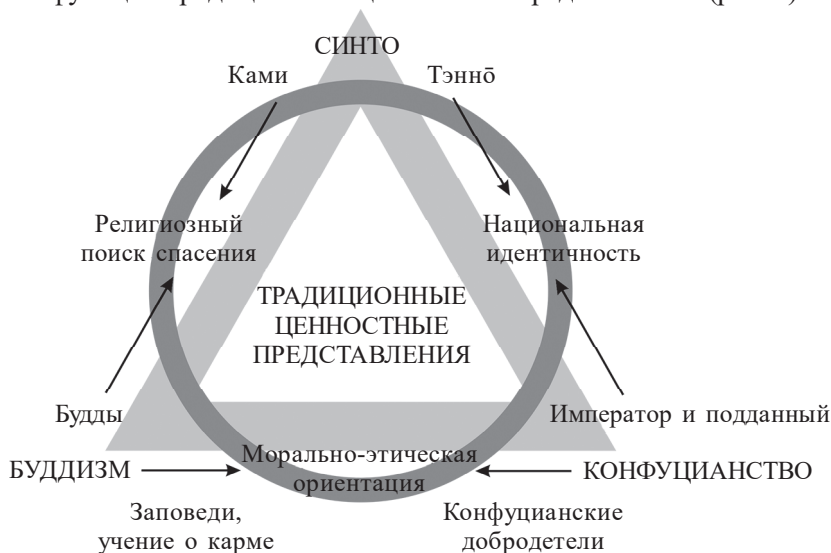 СИНТО
Ками
Тэннō
Религиозный
поиск спасения
Национальная
идентичность
ТРАДИЦИОННЫЕ
ЦЕННОСТНЫЕ
ПРЕДСТАВЛЕНИЯ
Будды
Император и подданный
БУДДИЗМ
Морально-этическая
ориентация
КОНФУЦИАНСТВО
Заповеди,
учение о карме
Конфуцианские
добродетели